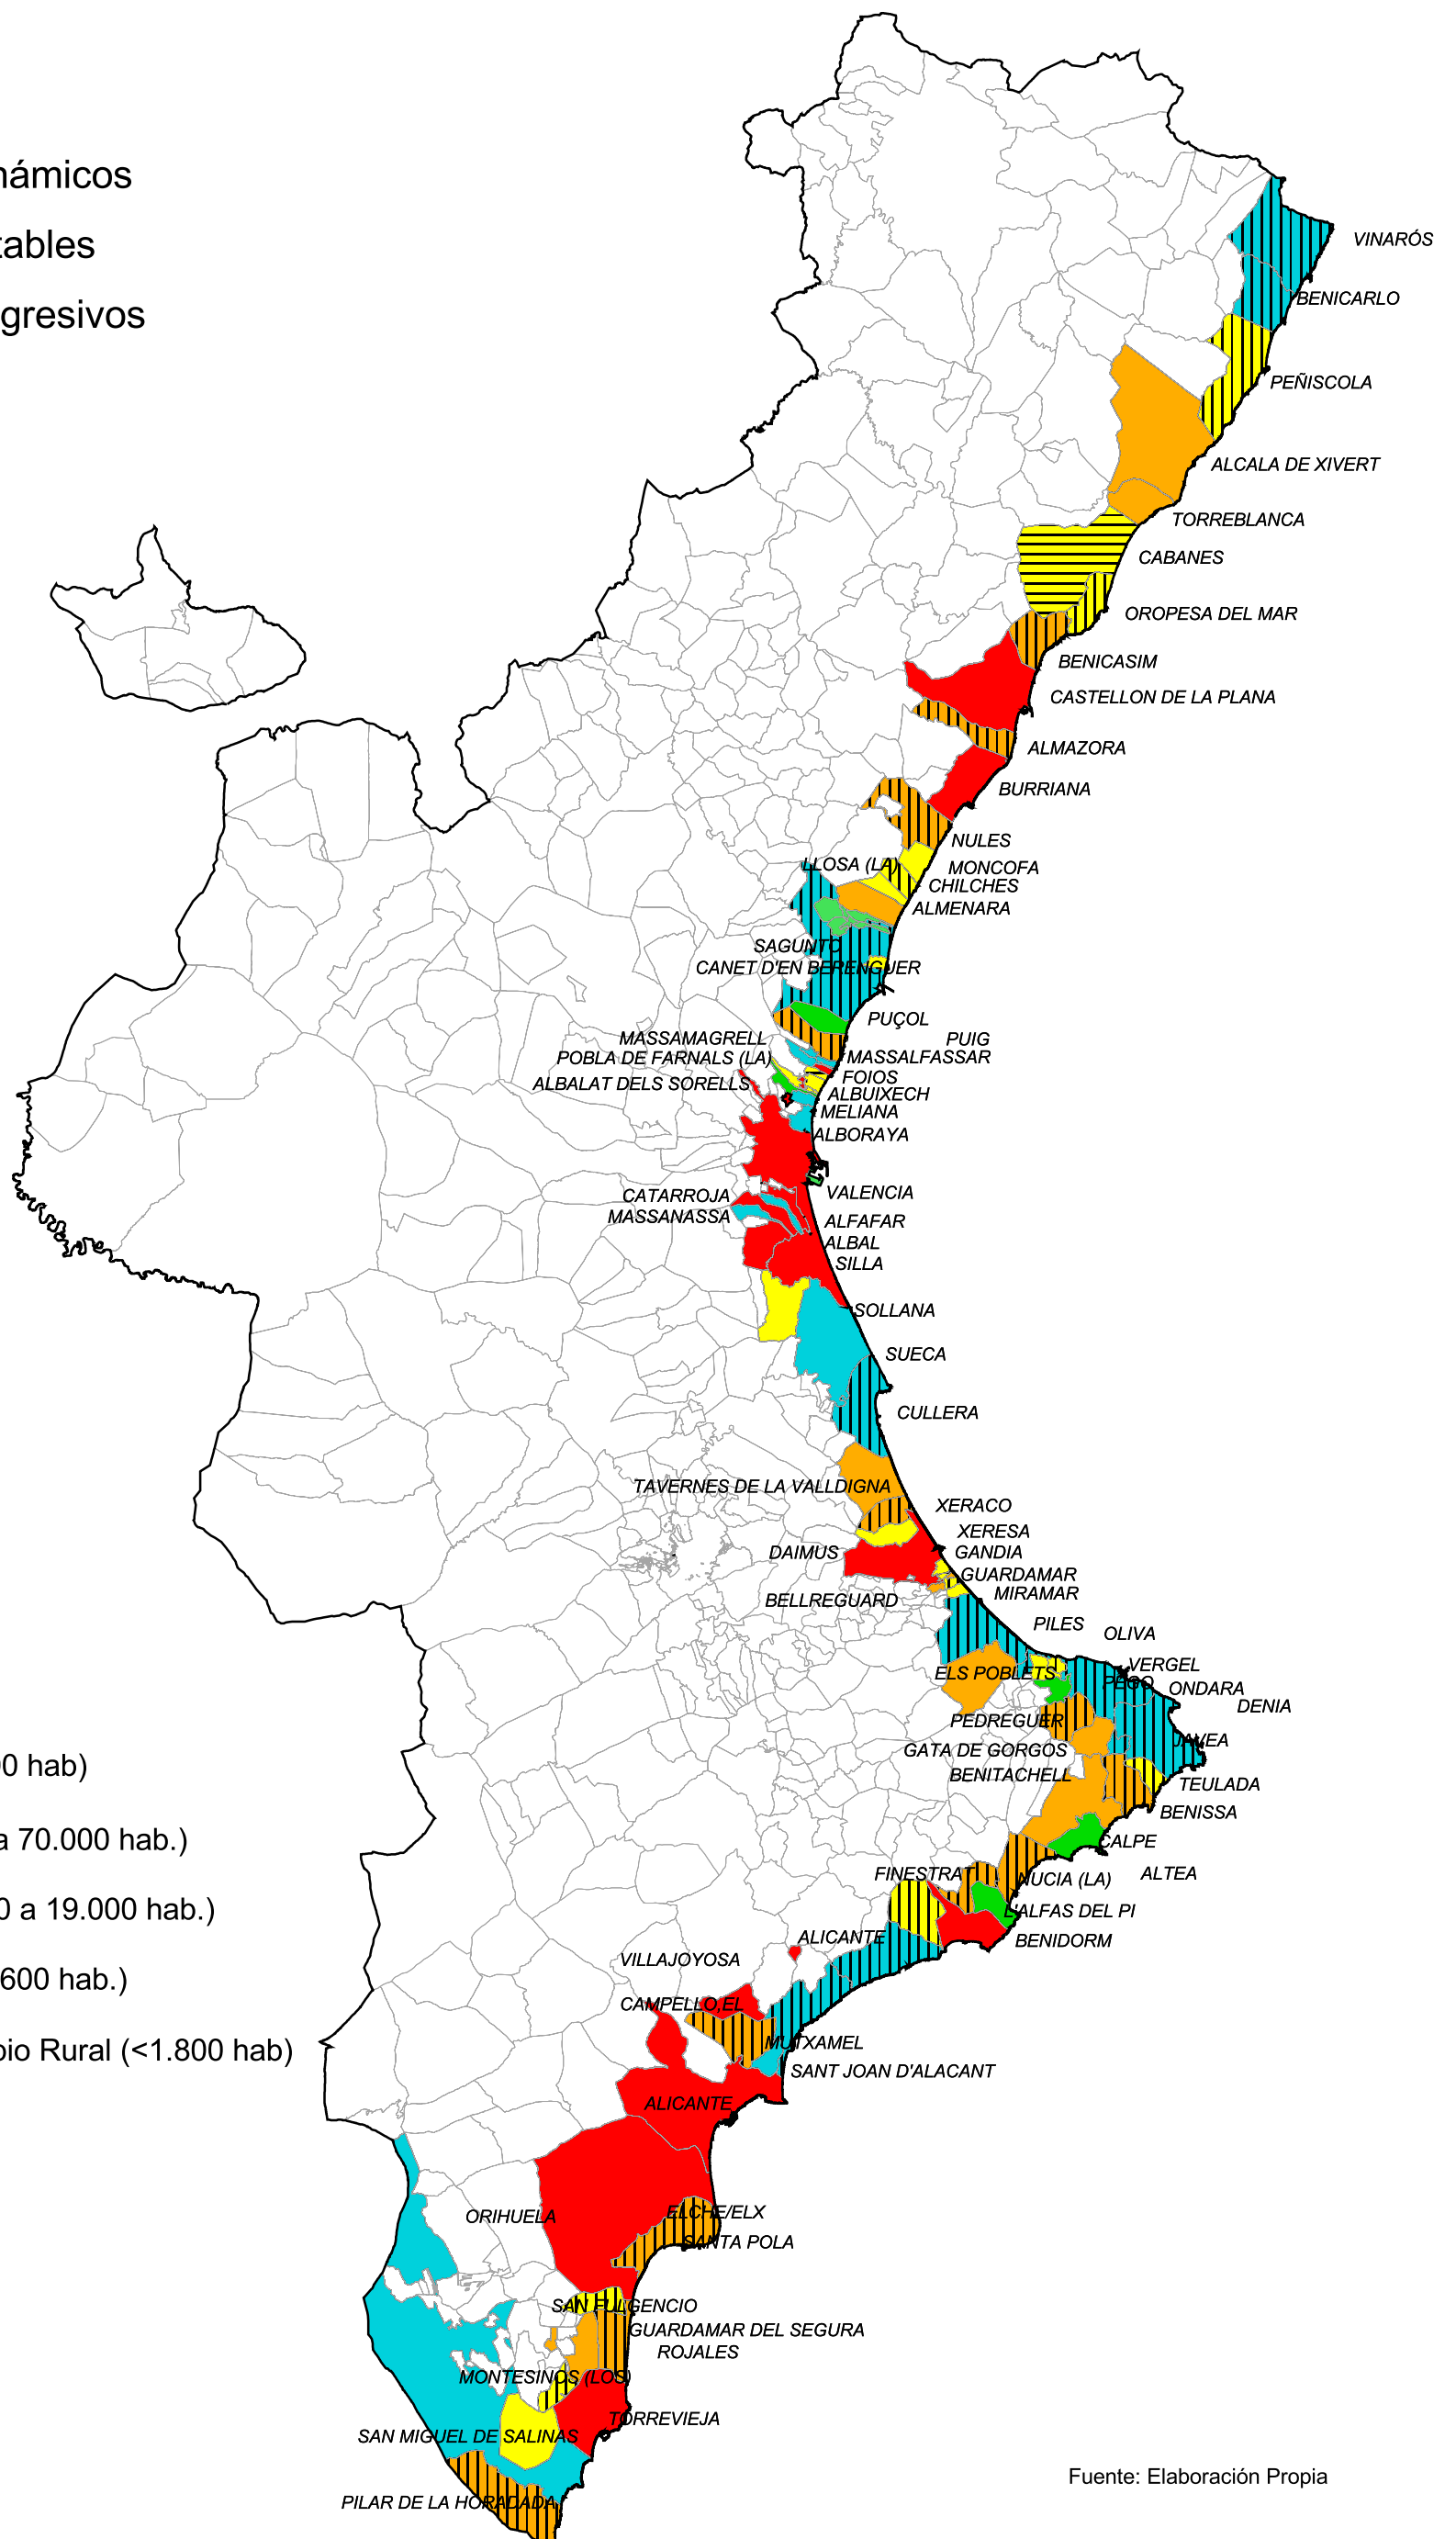 námicos
tables
gresivos
VINARÓS
BENICARLO
PEÑISCOLA
ALCALA DE XIVERT
TORREBLANCA
CABANES
OROPESA DEL MAR
BENICASIM
CASTELLON DE LA PLANA
ALMAZORA
BURRIANA
NULES
LLOSA (LA)
MONCOFA
CHILCHES
ALMENARA
SAGUNTO
CANET D'EN BERENGUER
PUÇOL
MASSAMAGRELL
PUIG
POBLA DE FARNALS (LA)
MASSALFASSAR
ALBALAT DELS SORELLS
FOIOS
ALBUIXECH
MELIANA
ALBORAYA
CATARROJA
VALENCIA
MASSANASSA
ALFAFAR
ALBAL
SILLA
SOLLANA
SUECA
CULLERA
TAVERNES DE LA VALLDIGNA
XERACO
XERESA
DAIMUS
GANDIA
GUARDAMAR
MIRAMAR
BELLREGUARD
PILES
OLIVA
VERGEL
ELS POBLETS
PEGO
ONDARA
DENIA
PEDREGUER
JAVEA
GATA DE GORGOS
00 hab)
BENITACHELL
TEULADA
BENISSA
a 70.000 hab.)
CALPE
FINESTRAT
NUCIA (LA)
ALTEA
0 a 19.000 hab.)
L'ALFAS DEL PI
ALICANTE
BENIDORM
VILLAJOYOSA
600 hab.)
CAMPELLO,EL
MUTXAMEL
pio Rural (<1.800 hab)
SANT JOAN D'ALACANT
ALICANTE
ORIHUELA
ELCHE/ELX
SANTA POLA
SAN FULGENCIO
GUARDAMAR DEL SEGURA
ROJALES
MONTESINOS (LOS)
TORREVIEJA
SAN MIGUEL DE SALINAS
Fuente: Elaboración Propia
PILAR DE LA HORADADA